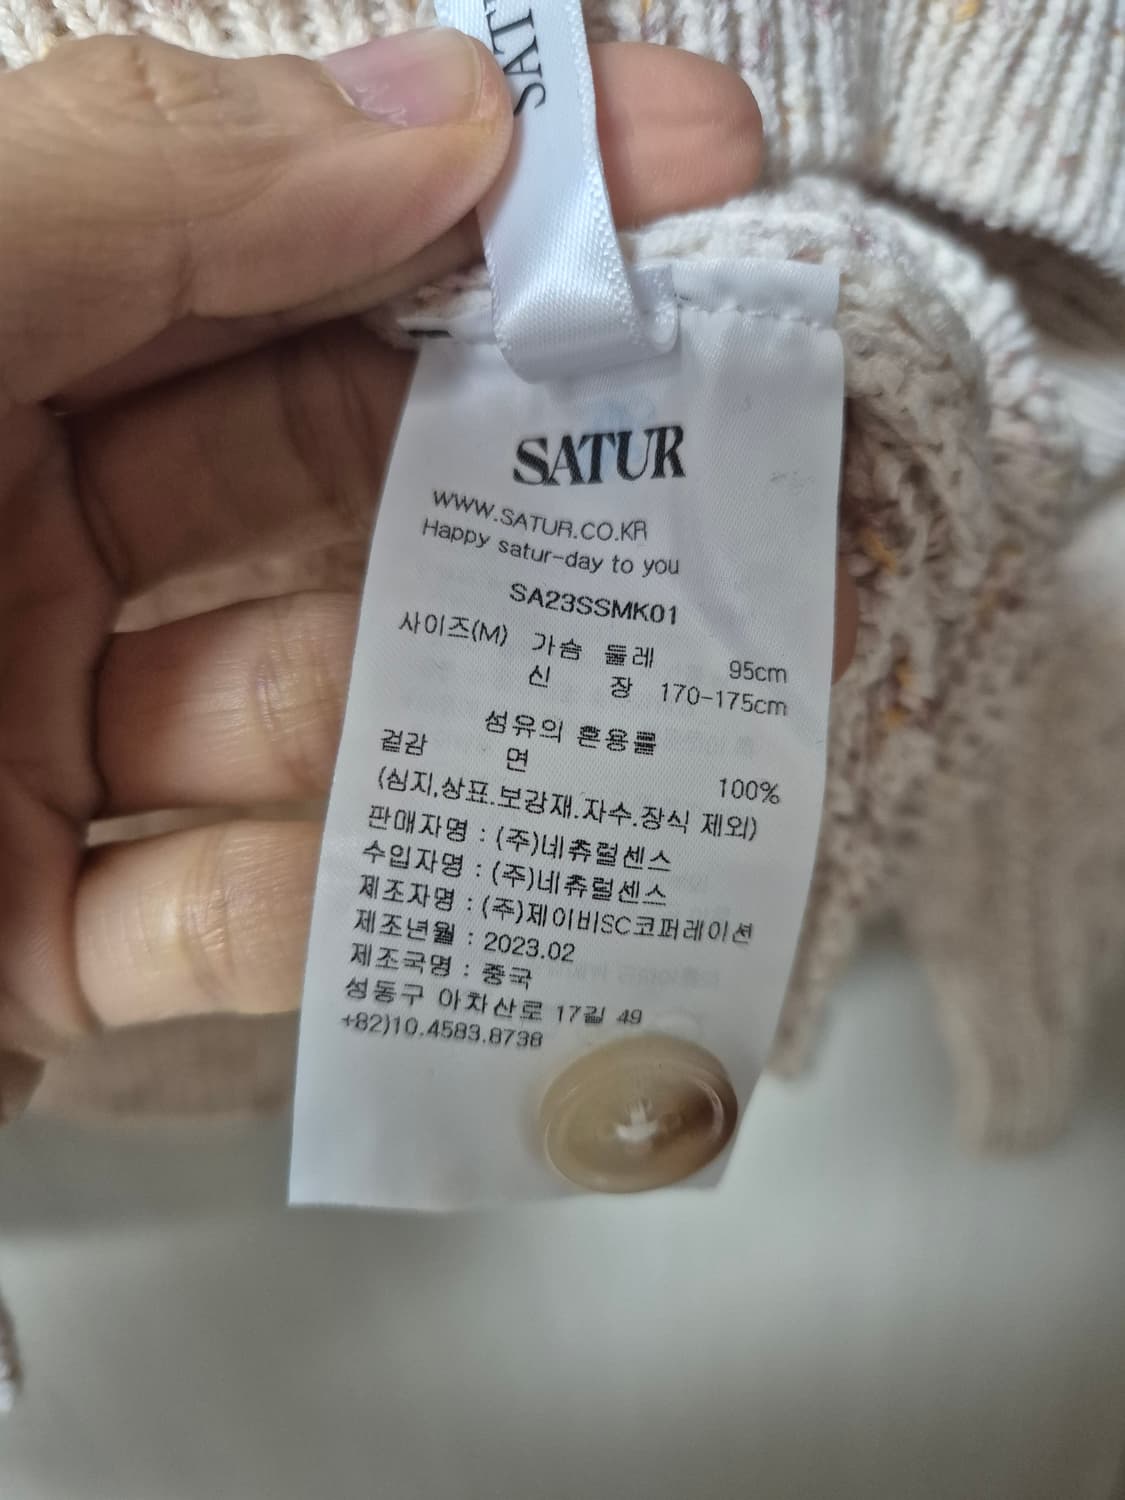 SAT
SATUR
WWW.SATUR.CO.KR
Happy satur-day to you
SA23SSMK01
사이즈(M) 가슴 둘레 95cm
신 장 170-175cm
섬유의 혼용률
겉감 면 100%
(심지,상표.보강재.자수.장식 제외)
판매자명 : (주)네츄럴센스
수입자명 : (주)네츄럴센스
제조자명 : (주)제이비SC코퍼레이션
제조년월 : 2023.02
제조국명 : 중국
성동구 아차산로 17길 49
+82)10.4583.8738